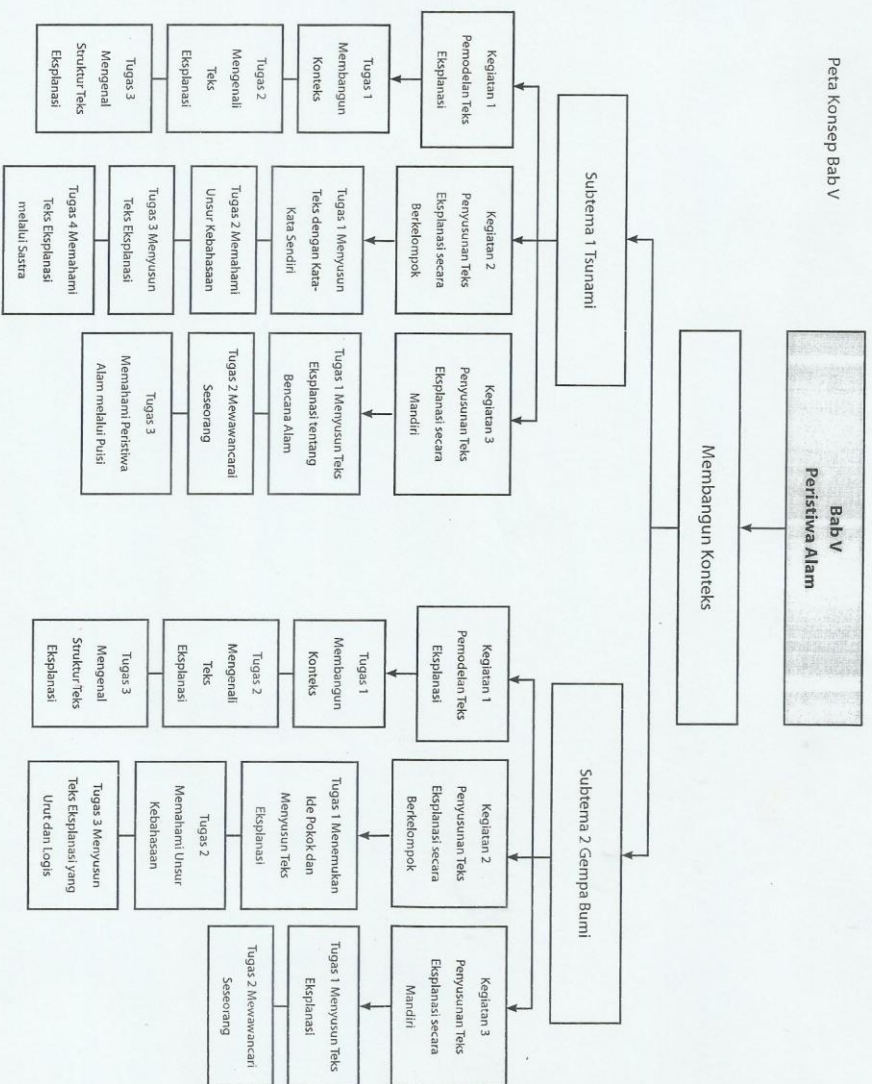 Peta Konsep Bab V
Bab V
Peristiwa Alam
Membangun Konteks
Subtema 1 Tsunami
Kegiatan 1
Pemodelan Teks
Eksplanasi
Tugas 1
Membangun
Konteks
Tugas 2
Mengenali
Teks
Eksplanasi
Tugas 3
Mengenal
Struktur Teks
Eksplanasi
Kegiatan 2
Penyusunan Teks
Eksplanasi secara
Berkelompok
Tugas 1 Menyusun
Teks dengan Kata-
Kata Sendiri
Tugas 2 Memahami
Unsur Kebahasaan
Tugas 3 Menyusun
Teks Eksplanasi
Tugas 4 Memahami
Teks Eksplanasi
melalui Sastra
Kegiatan 3
Penyusunan Teks
Eksplanasi secara
Mandiri
Tugas 1 Menyusun Teks
Eksplanasi tentang
Bencana Alam
Tugas 2 Mewawancarai
Seseorang
Tugas 3
Memahami Peristiwa
Alam melalui Puisi
Subtema 2 Gempa Bumi
Kegiatan 1
Pemodelan Teks
Eksplanasi
Tugas 1
Membangun
Konteks
Tugas 2
Mengenali
Teks
Eksplanasi
Tugas 3
Mengenal
Struktur Teks
Eksplanasi
Kegiatan 2
Penyusunan Teks
Eksplanasi secara
Berkelompok
Tugas 1 Menemukan
Ide Pokok dan
Menyusun Teks
Eksplanasi
Tugas 2
Memahami Unsur
Kebahasaan
Tugas 3 Menyusun
Teks Eksplanasi yang
Urut dan Logis
Kegiatan 3
Penyusunan Teks
Eksplanasi secara
Mandiri
Tugas 1 Menyusun Teks
Eksplanasi
Tugas 2 Mewawancari
Seseorang